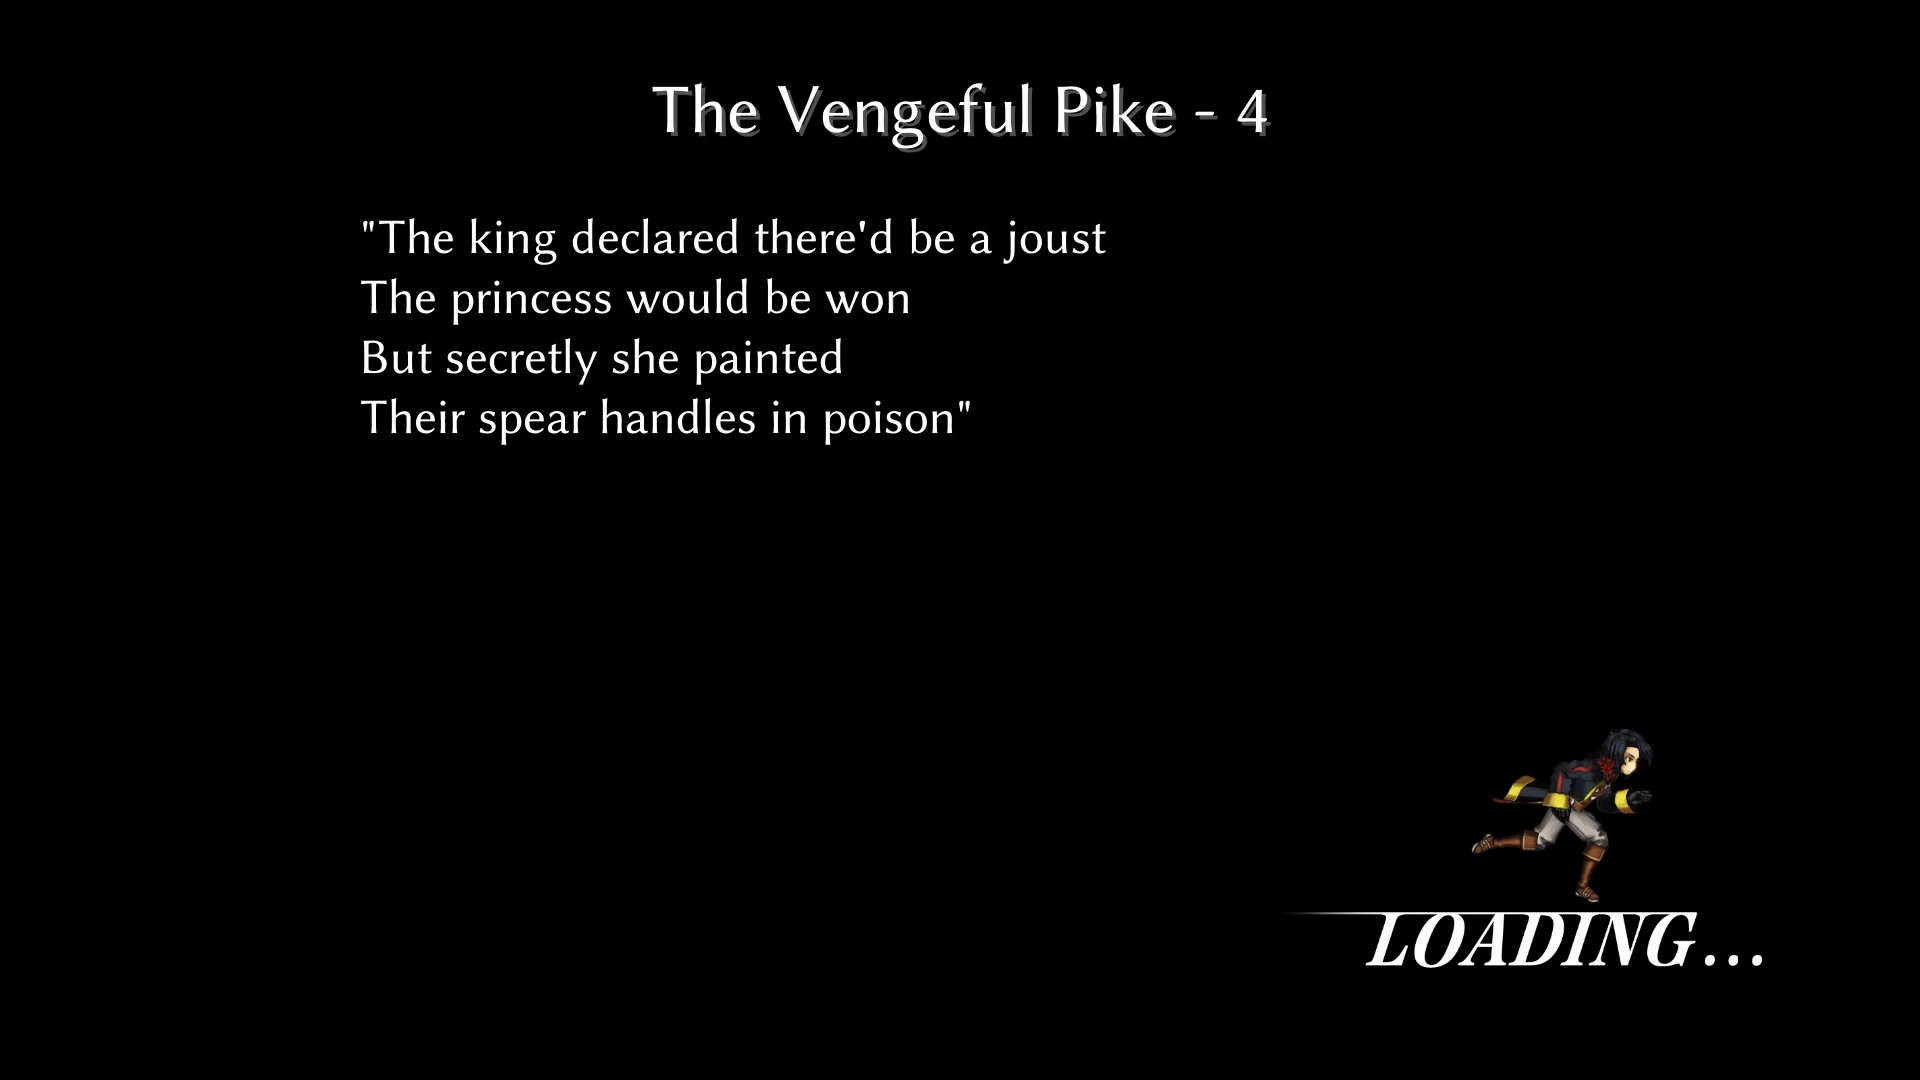 The Vengeful Pike - 4
"The king declared there'd be a joust
The princess would be won
But secretly she painted
Their spear handles in poison"
LOADING...